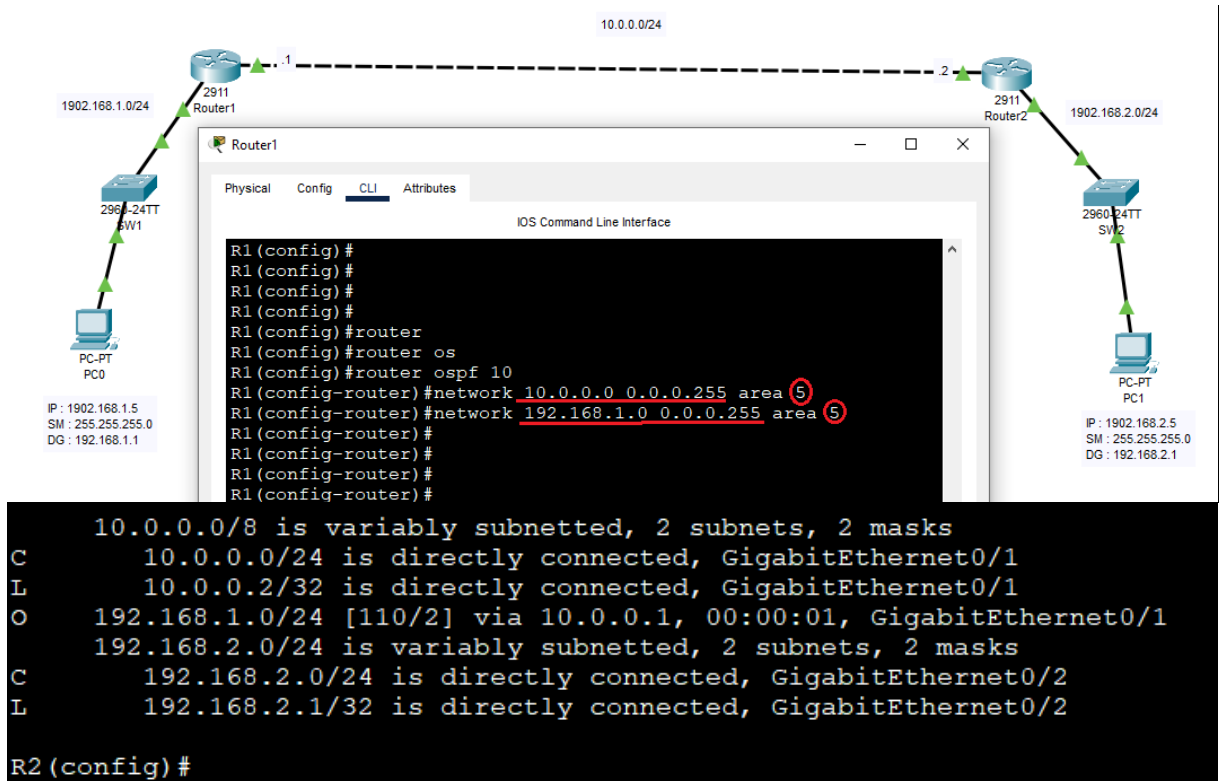 10.0.0.0/24
.1
.2
2911
Router1
2911
Router2
1902.168.1.0/24
1902.168.2.0/24
Router1
Physical Config CLI Attributes
IOS Command Line Interface
2960-24TT
SW1
2960-24TT
SW2
R1(config)#
R1(config)#
R1(config)#
R1(config)#
R1(config)#router
R1(config)#router os
R1(config)#router ospf 10
R1(config-router)#network 10.0.0.0 0.0.0.255 area 5
R1(config-router)#network 192.168.1.0 0.0.0.255 area 5
R1(config-router)#
R1(config-router)#
R1(config-router)#
R1(config-router)#
PC-PT
PC0
IP : 1902.168.1.5
SM : 255.255.255.0
DG : 192.168.1.1
PC-PT
PC1
IP : 1902.168.2.5
SM : 255.255.255.0
DG : 192.168.2.1
10.0.0.0/8 is variably subnetted, 2 subnets, 2 masks
C 10.0.0.0/24 is directly connected, GigabitEthernet0/1
L 10.0.0.2/32 is directly connected, GigabitEthernet0/1
O 192.168.1.0/24 [110/2] via 10.0.0.1, 00:00:01, GigabitEthernet0/1
192.168.2.0/24 is variably subnetted, 2 subnets, 2 masks
C 192.168.2.0/24 is directly connected, GigabitEthernet0/2
L 192.168.2.1/32 is directly connected, GigabitEthernet0/2
R2(config)#